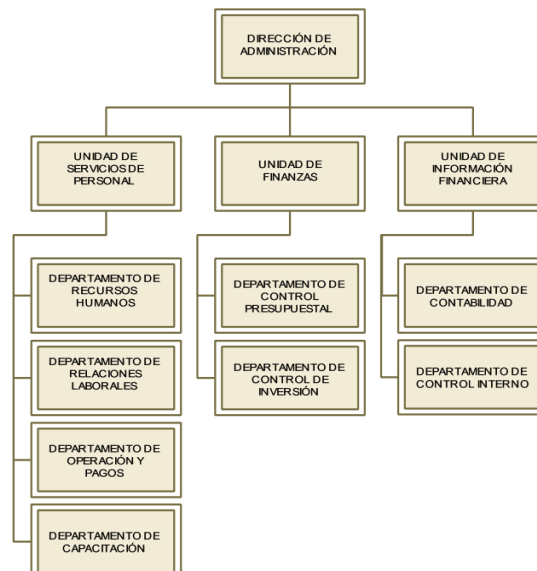 DIRECCIÓN DE
ADMINISTRACIÓN
UNIDAD DE
SERVICIOS DE
PERSONAL
UNIDAD DE
FINANZAS
UNIDAD DE
INFORMACIÓN
FINANCIERA
DEPARTAMENTO DE
RECURSOS
HUMANOS
DEPARTAMENTO DE
RELACIONES
LABORALES
DEPARTAMENTO DE
OPERACIÓN Y
PAGOS
DEPARTAMENTO DE
CAPACITACIÓN
DEPARTAMENTO DE
CONTROL
PRESUPUESTAL
DEPARTAMENTO DE
CONTROL DE
INVERSIÓN
DEPARTAMENTO DE
CONTABILIDAD
DEPARTAMENTO DE
CONTROL INTERNO